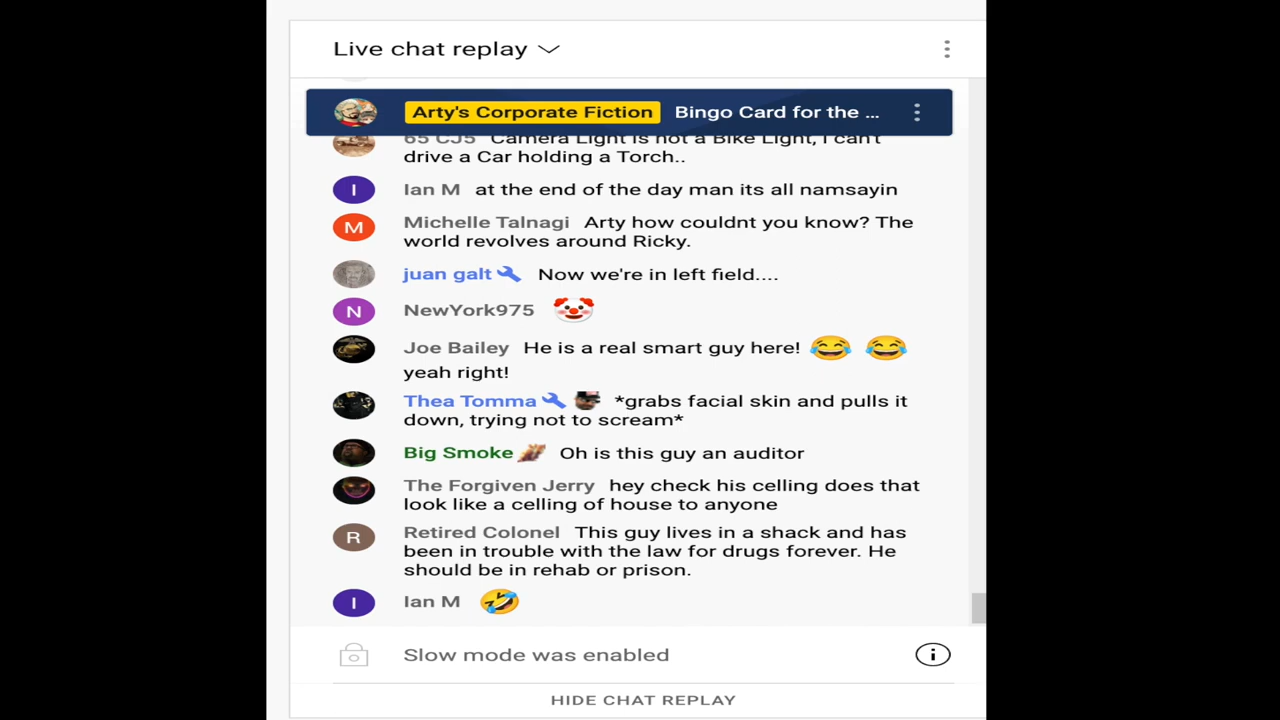 Live chat replay
Arty's Corporate Fiction Bingo Card for the ...
65 CJ5 Camera Light is not a Bike Light, I can't
drive a Car holding a Torch..
Ian M at the end of the day man its all namsayin
Michelle Talnagi Arty how couldnt you know? The
world revolves around Ricky.
juan galt Now we're in left field....
NewYork975 🤡
Joe Bailey He is a real smart guy here! 😂 😂
yeah right!
Thea Tomma *grabs facial skin and pulls it
down, trying not to scream*
Big Smoke Oh is this guy an auditor
The Forgiven Jerry hey check his celling does that
look like a celling of house to anyone
Retired Colonel This guy lives in a shack and has
been in trouble with the law for drugs forever. He
should be in rehab or prison.
Ian M 🤣
Slow mode was enabled
HIDE CHAT REPLAY